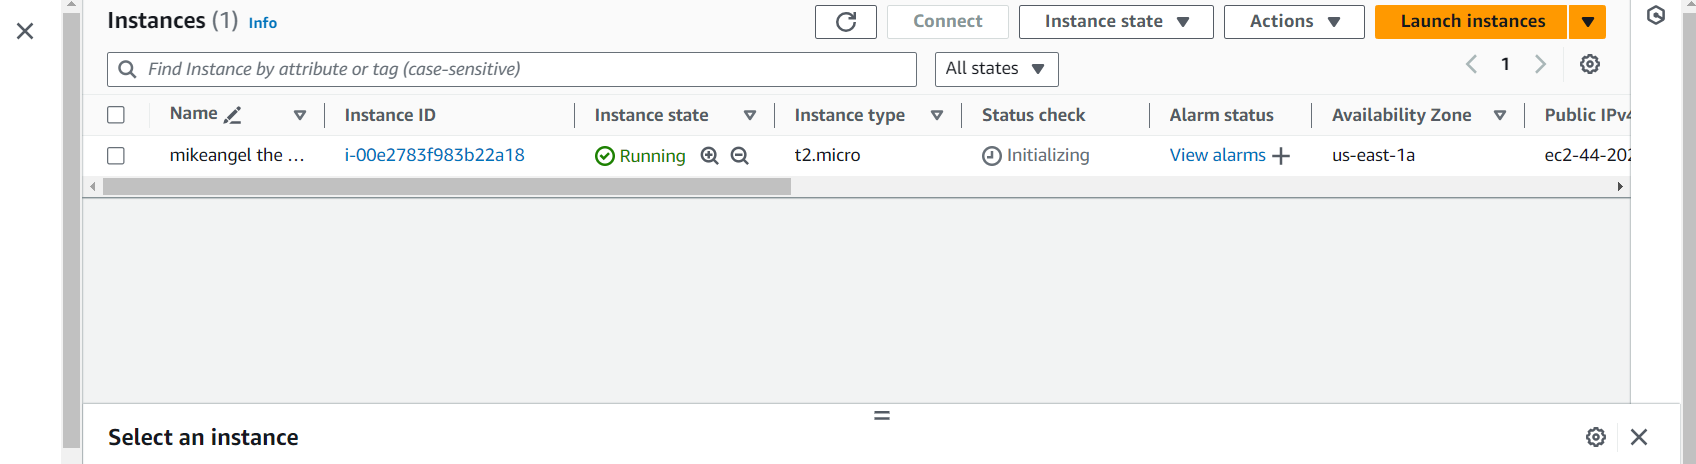 Instances (1) Info
Connect
Instance state
Actions
Launch instances
Find Instance by attribute or tag (case-sensitive)
All states
1
Name Instance ID Instance state Instance type Status check Alarm status Availability Zone Public IPv4
mikeangel the ... i-00e2783f983b22a18 Running t2.micro Initializing View alarms us-east-1a ec2-44-202
Select an instance